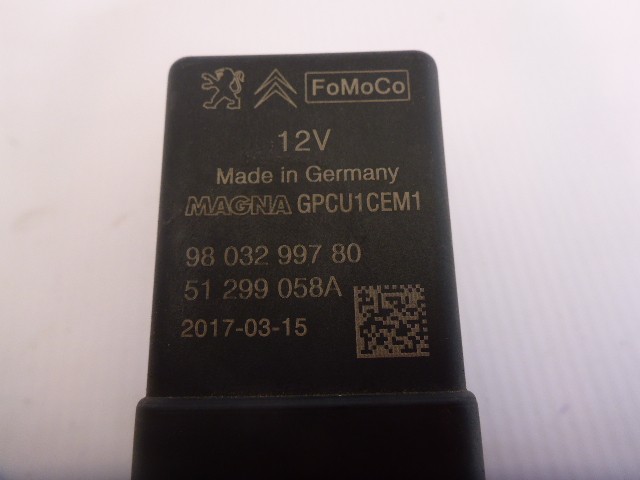 FoMoCo
12V
Made in Germany
MAGNA GPCU1CEM1
98 032 997 80
51 299 058A
2017-03-15